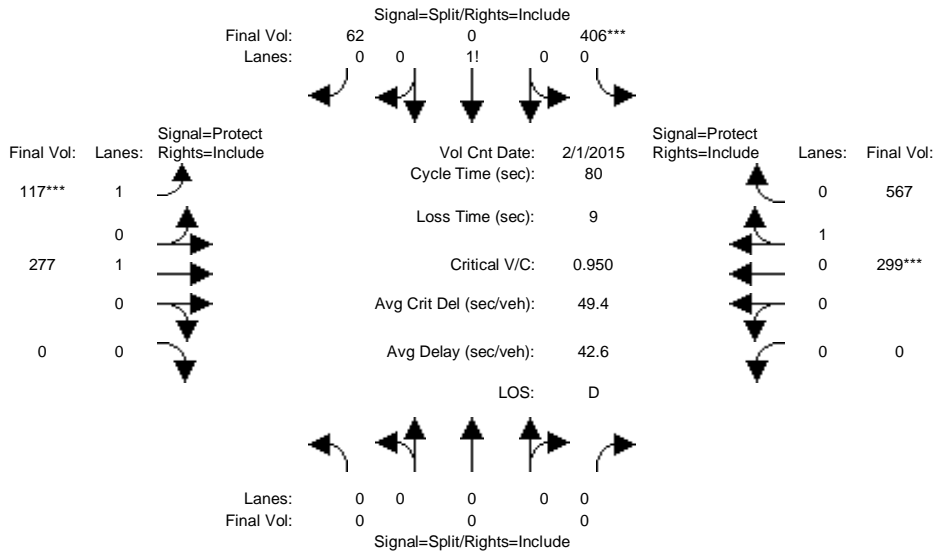 Signal=Split/Rights=Include
Final Vol: 62 0 406***
Lanes: 0 0 1! 0 0
Signal=Protect Signal=Protect
Final Vol: Lanes: Rights=Include Vol Cnt Date: 2/1/2015 Rights=Include Lanes: Final Vol:
Cycle Time (sec): 80
117*** 1 0 567
Loss Time (sec): 9
0 1
277 1 Critical V/C: 0.950 0 299***
0 Avg Crit Del (sec/veh): 49.4 0
0 0 Avg Delay (sec/veh): 42.6 0 0
LOS: D
Lanes: 0 0 0 0 0
Final Vol: 0 0 0
Signal=Split/Rights=Include